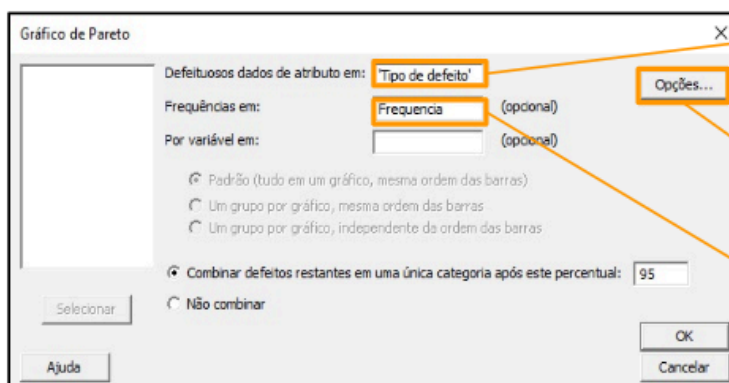 Gráfico de Pareto
Defeituosos dados de atributo em: 'Tipo de defeito'
Opções...
Frequências em: Frequencia (opcional)
Por variável em: (opcional)
Padrão (tudo em um gráfico, mesma ordem das barras)
Um grupo por gráfico, mesma ordem das barras
Um grupo por gráfico, independente da ordem das barras
Combinar defeitos restantes em uma única categoria após este percentual: 95
Selecionar
Não combinar
OK
Ajuda
Cancelar